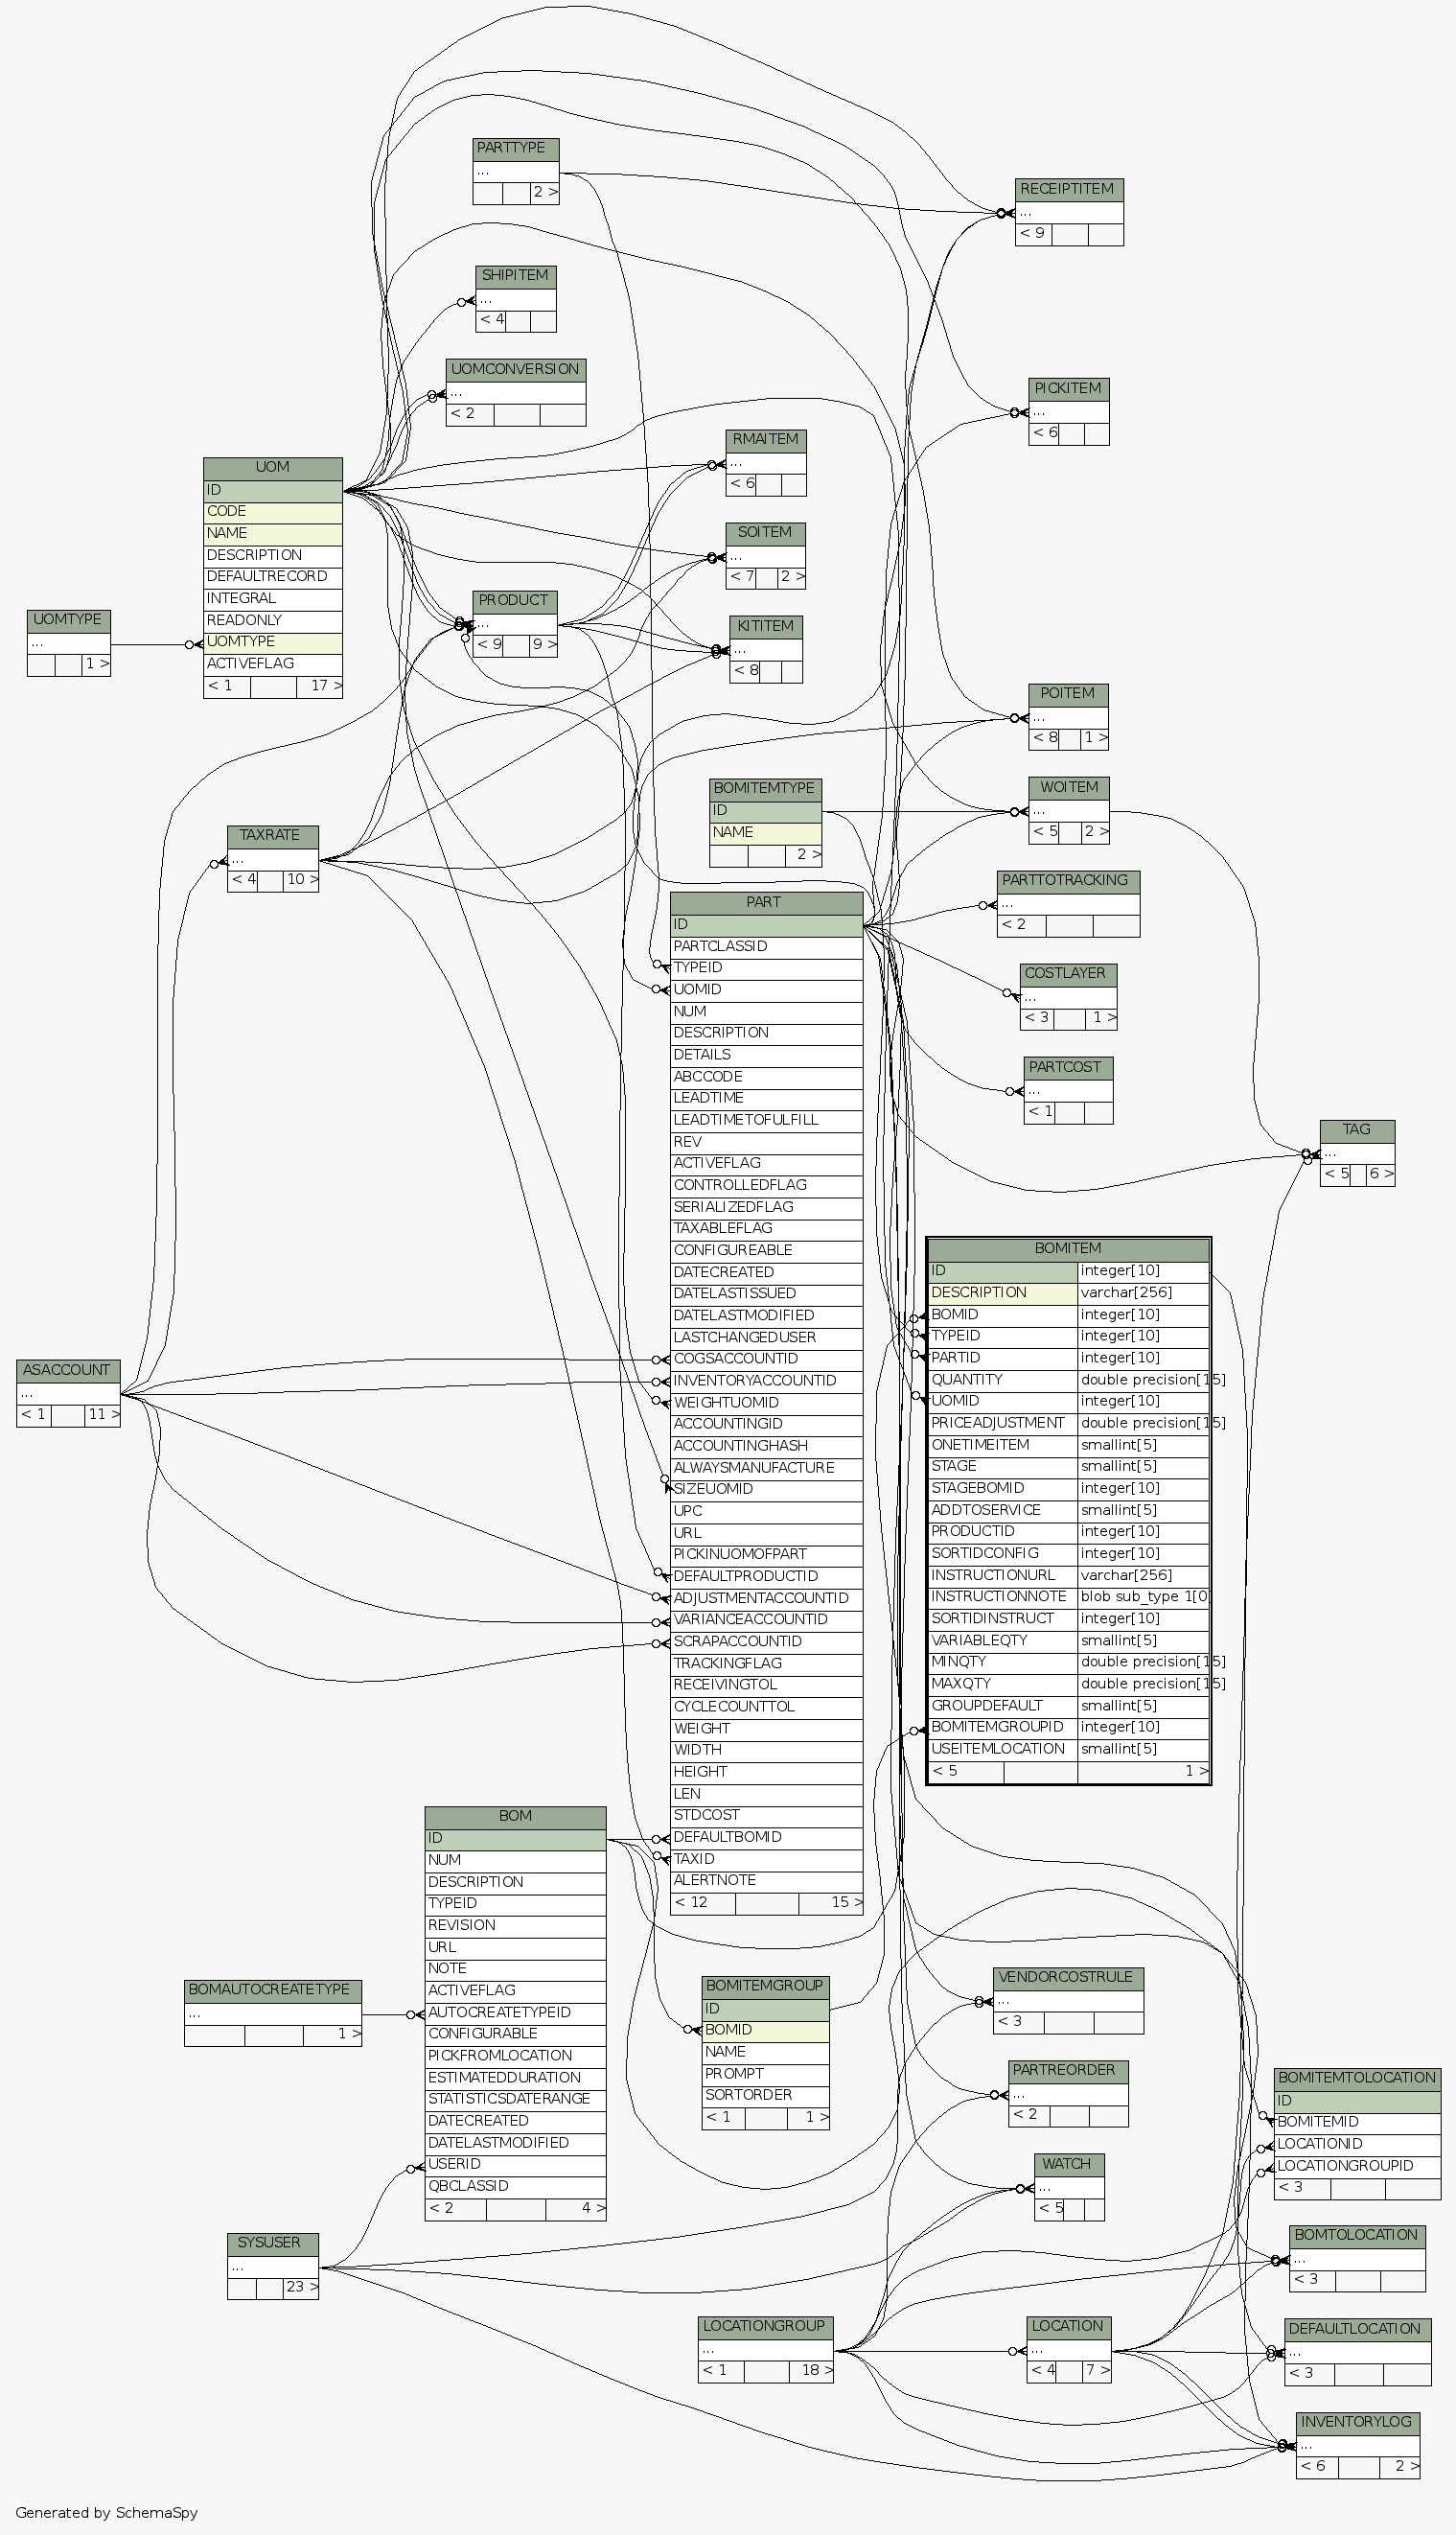 PARTTYPE
...
2 >
RECEIPTITEM
...
< 9
SHIPITEM
...
< 4
UOMCONVERSION
...
< 2
PICKITEM
...
< 6
RMAITEM
...
< 6
UOM
ID
CODE
NAME
DESCRIPTION
DEFAULTRECORD
INTEGRAL
READONLY
UOMTYPE
ACTIVEFLAG
< 1 17 >
SOITEM
...
< 7 2 >
UOMTYPE
...
1 >
PRODUCT
...
< 9 9 >
KITITEM
...
< 8
POITEM
...
< 8 1 >
BOMITEMTYPE
ID
NAME
2 >
WOITEM
...
< 5 2 >
TAXRATE
...
< 4 10 >
PARTTOTRACKING
...
< 2
COSTLAYER
...
< 3 1 >
PARTCOST
...
< 1
TAG
...
< 5 6 >
PART
ID
PARTCLASSID
TYPEID
UOMID
NUM
DESCRIPTION
DETAILS
ABCCODE
LEADTIME
LEADTIMETOFULFILL
REV
ACTIVEFLAG
CONTROLLEDFLAG
SERIALIZEDFLAG
TAXABLEFLAG
CONFIGUREABLE
DATECREATED
DATELASTISSUED
DATELASTMODIFIED
LASTCHANGEDUSER
COGSACCOUNTID
INVENTORYACCOUNTID
WEIGHTUOMID
ACCOUNTINGID
ACCOUNTINGHASH
ALWAYSMANUFACTURE
SIZEUOMID
UPC
URL
PICKINUOMOFPART
DEFAULTPRODUCTID
ADJUSTMENTACCOUNTID
VARIANCEACCOUNTID
SCRAPACCOUNTID
TRACKINGFLAG
RECEIVINGTOL
CYCLECOUNTTOL
WEIGHT
WIDTH
HEIGHT
LEN
STDCOST
DEFAULTBOMID
TAXID
ALERTNOTE
< 12 15 >
BOMITEM
ID integer[10]
DESCRIPTION varchar[256]
BOMID integer[10]
TYPEID integer[10]
PARTID integer[10]
QUANTITY double precision[15]
UOMID integer[10]
PRICEADJUSTMENT double precision[15]
ONETIMEITEM smallint[5]
STAGE smallint[5]
STAGEBOMID integer[10]
ADDTOSERVICE smallint[5]
PRODUCTID integer[10]
SORTIDCONFIG integer[10]
INSTRUCTIONURL varchar[256]
INSTRUCTIONNOTE blob sub_type 1[0]
SORTIDINSTRUCT integer[10]
VARIABLEQTY smallint[5]
MINQTY double precision[15]
MAXQTY double precision[15]
GROUPDEFAULT smallint[5]
BOMITEMGROUPID integer[10]
USEITEMLOCATION smallint[5]
< 5 1 >
ASACCOUNT
...
< 1 11 >
BOM
ID
NUM
DESCRIPTION
TYPEID
REVISION
URL
NOTE
ACTIVEFLAG
AUTOCREATETYPEID
CONFIGURABLE
PICKFROMLOCATION
ESTIMATEDDURATION
STATISTICSDATERANGE
DATECREATED
DATELASTMODIFIED
USERID
QBCLASSID
< 2 4 >
BOMAUTOCREATETYPE
...
1 >
BOMITEMGROUP
ID
BOMID
NAME
PROMPT
SORTORDER
< 1 1 >
VENDORCOSTRULE
...
< 3
PARTREORDER
...
< 2
WATCH
...
< 5
BOMITEMTOLOCATION
ID
BOMITEMID
LOCATIONID
LOCATIONGROUPID
< 3
SYSUSER
...
23 >
BOMTOLOCATION
...
< 3
LOCATIONGROUP
...
< 1 18 >
LOCATION
...
< 4 7 >
DEFAULTLOCATION
...
< 3
INVENTORYLOG
...
< 6 2 >
Generated by SchemaSpy